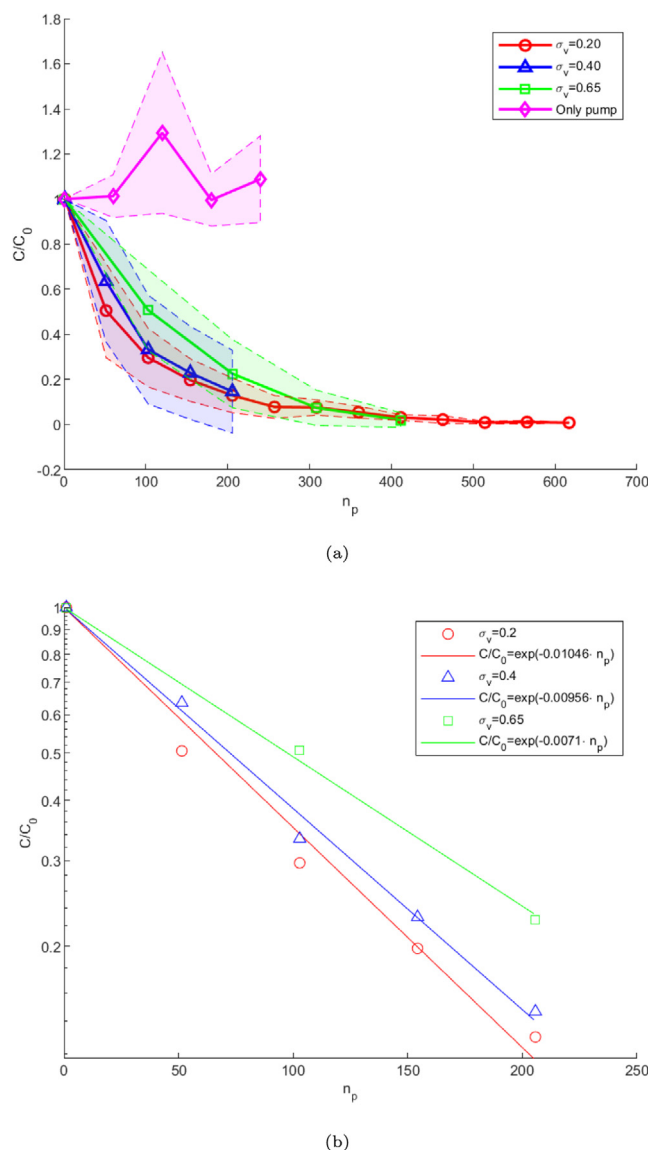 1.8
1.6
1.4
1.2
1
0.8
0.6
0.4
0.2
0
-0.2
C/C₀
0 100 200 300 400 500 600 700
nₚ
σᵥ=0.20
σᵥ=0.40
σᵥ=0.65
Only pump
(a)
1
0.9
0.8
0.7
0.6
0.5
0.4
0.3
0.2
C/C₀
0 50 100 150 200 250
nₚ
σᵥ=0.2
C/C₀=exp(-0.01046· nₚ)
σᵥ=0.4
C/C₀=exp(-0.00956· nₚ)
σᵥ=0.65
C/C₀=exp(-0.0071· nₚ)
(b)